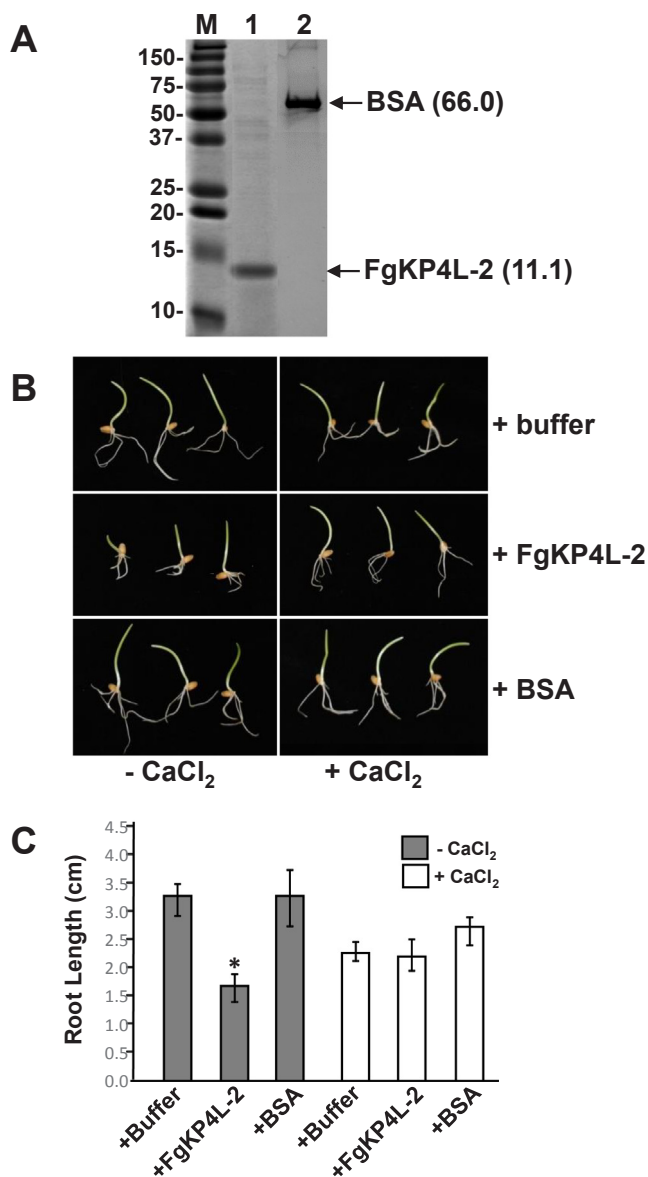 A
M 1 2
150-
75-
50-
37-
25-
20-
15-
10-
BSA (66.0)
FgKP4L-2 (11.1)
B
+ buffer
+ FgKP4L-2
+ BSA
- CaCl₂ + CaCl₂
C
Root Length (cm)
4.5
4.0
3.5
3.0
2.5
2.0
1.5
1.0
0.5
0.0
*
- CaCl₂
+ CaCl₂
+Buffer
+FgKP4L-2
+BSA
+Buffer
+FgKP4L-2
+BSA